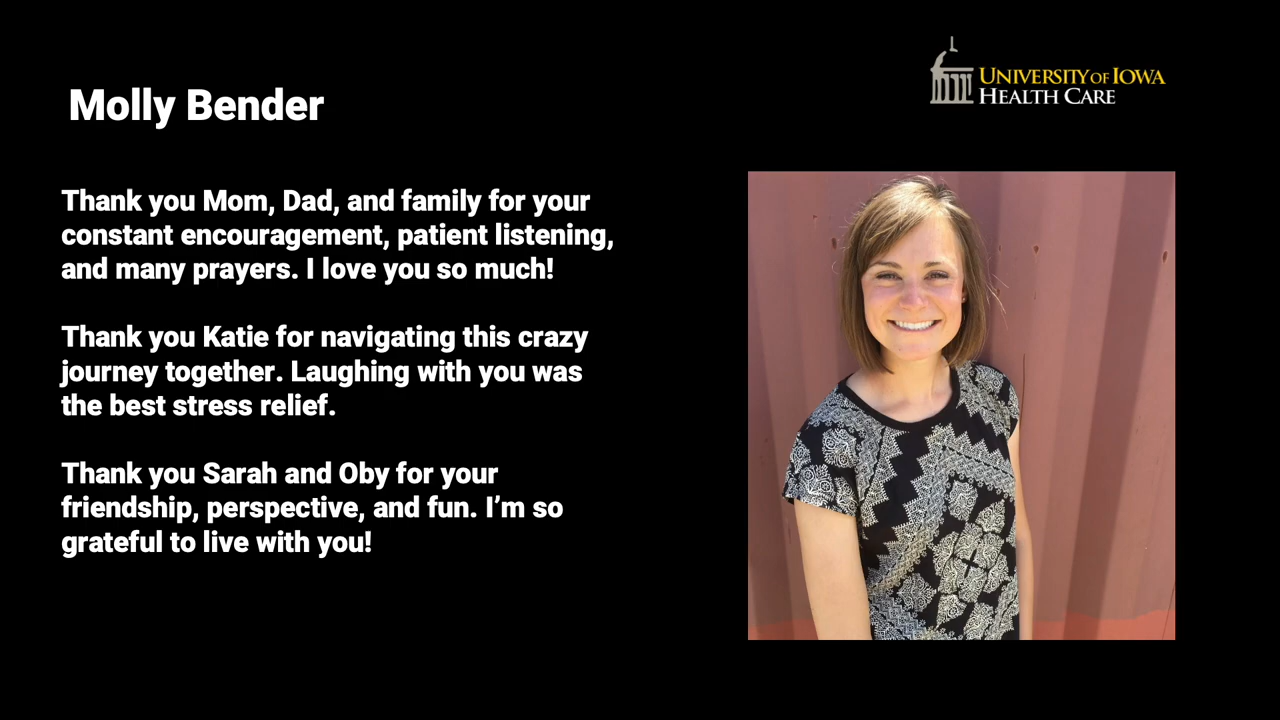 Molly Bender
UNIVERSITY OF IOWA
HEALTH CARE
Thank you Mom, Dad, and family for your
constant encouragement, patient listening,
and many prayers. I love you so much!
Thank you Katie for navigating this crazy
journey together. Laughing with you was
the best stress relief.
Thank you Sarah and Oby for your
friendship, perspective, and fun. I’m so
grateful to live with you!